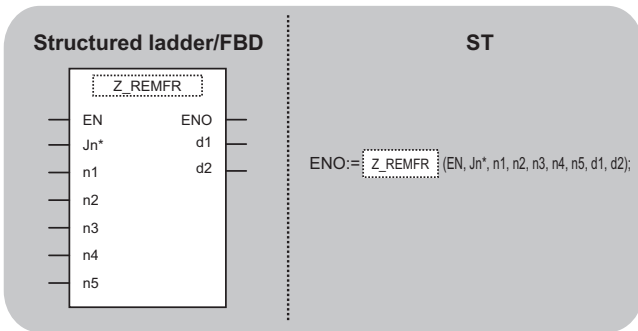 Structured ladder/FBD
Z_REMFR
EN ENO
Jn* d1
n1 d2
n2
n3
n4
n5
ST
ENO:= Z_REMFR (EN, Jn*, n1, n2, n3, n4, n5, d1, d2);